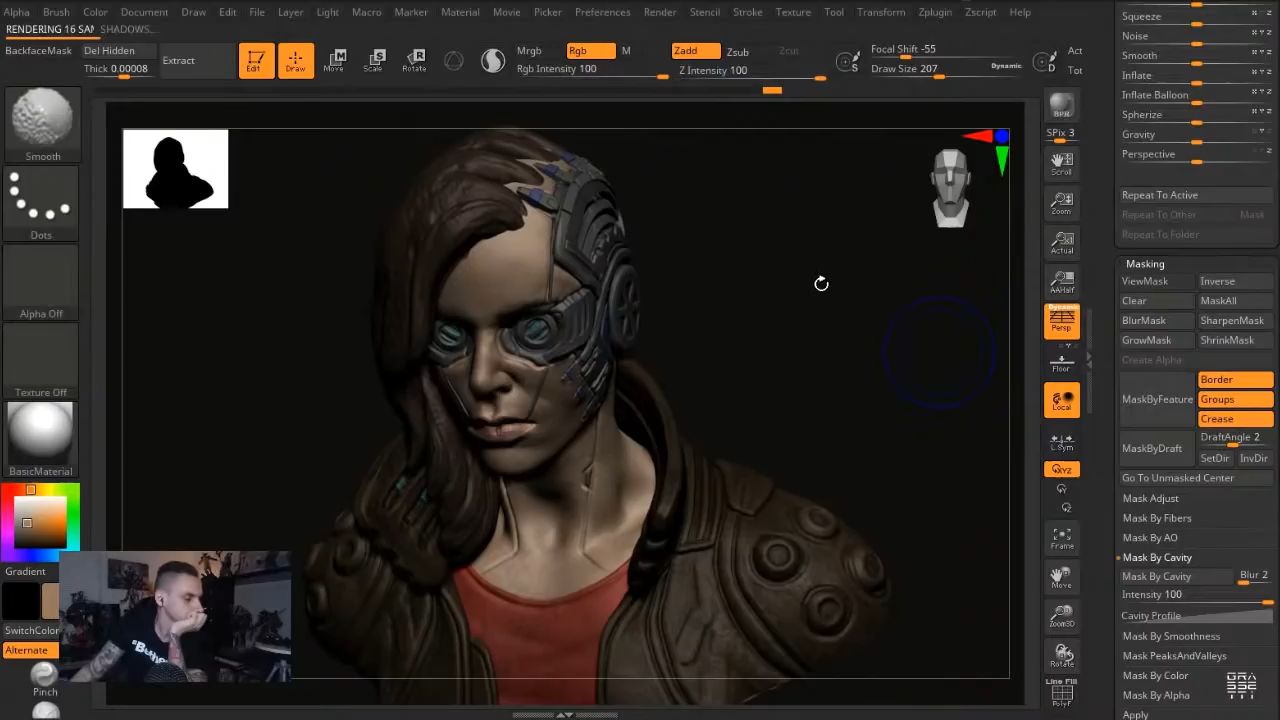 Alpha Brush Color Document Draw Edit File Layer Light Macro Marker Material Movie Picker Preferences Render Stencil Stroke Texture Tool Transform Zplugin Zscript Help
RENDERING 16 SAM SHADOWS...
BackfaceMask
Del Hidden
Thick 0.00008
Extract
Edit
Draw
Move
Scale
Rotate
Mrgb
Rgb
M
Rgb Intensity 100
Zadd
Zsub
Zcut
Z Intensity 100
S
Focal Shift -55
Draw Size 207
Dynamic
D
Act
Tot
Smooth
Dots
Alpha Off
Texture Off
BasicMaterial
Gradient
SwitchColor
Alternate
Pinch
BPR
SPix 3
Scroll
Zoom
Actual
AAHalf
Dynamic
Persp
Floor
Local
L.Sym
XYZ
Y
Z
Frame
Move
Zoom3D
Rotate
Line Fill
PolyF
Squeeze
Noise
Smooth
Inflate
Inflate Balloon
Spherize
Gravity
Perspective
Repeat To Active
Repeat To Other Mask
Repeat To Folder
Masking
ViewMask Inverse
Clear MaskAll
BlurMask SharpenMask
GrowMask ShrinkMask
Create Alpha
MaskByFeature
Border
Groups
Crease
MaskByDraft
DraftAngle 2
SetDir InvDir
Go To Unmasked Center
Mask Adjust
Mask By Fibers
Mask By AO
Mask By Cavity
Mask By Cavity Blur 2
Intensity 100
Cavity Profile
Mask By Smoothness
Mask PeaksAndValleys
Mask By Color
Mask By Alpha
Apply